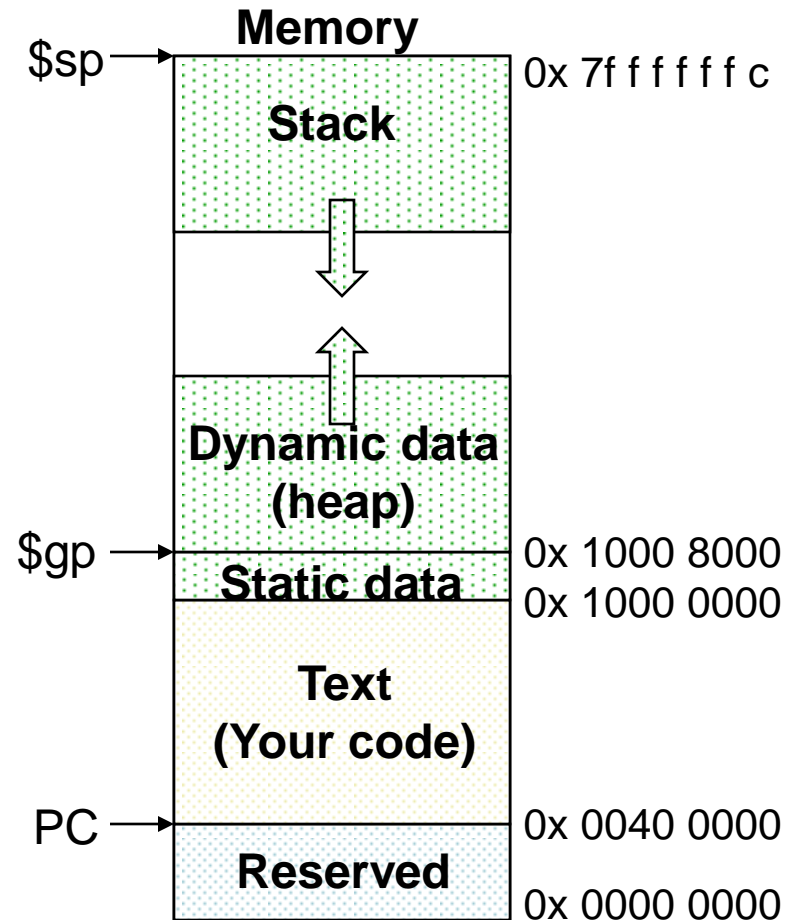 Memory
$sp
0x 7f f f f f f c
Stack
Dynamic data
(heap)
$gp
0x 1000 8000
Static data
0x 1000 0000
Text
(Your code)
PC
0x 0040 0000
Reserved
0x 0000 0000